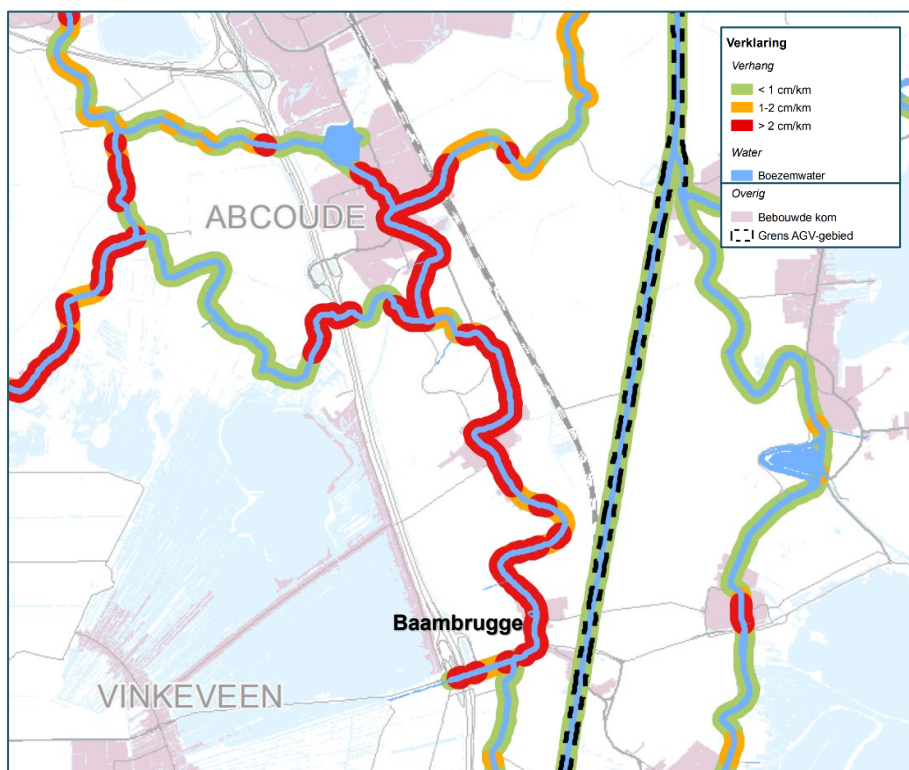 Verklaring
Verhang
< 1 cm/km
1-2 cm/km
> 2 cm/km
Water
Boezemwater
Overig
Bebouwde kom
Grens AGV-gebied
ABCOUDE
Baambrugge
VINKEVEEN